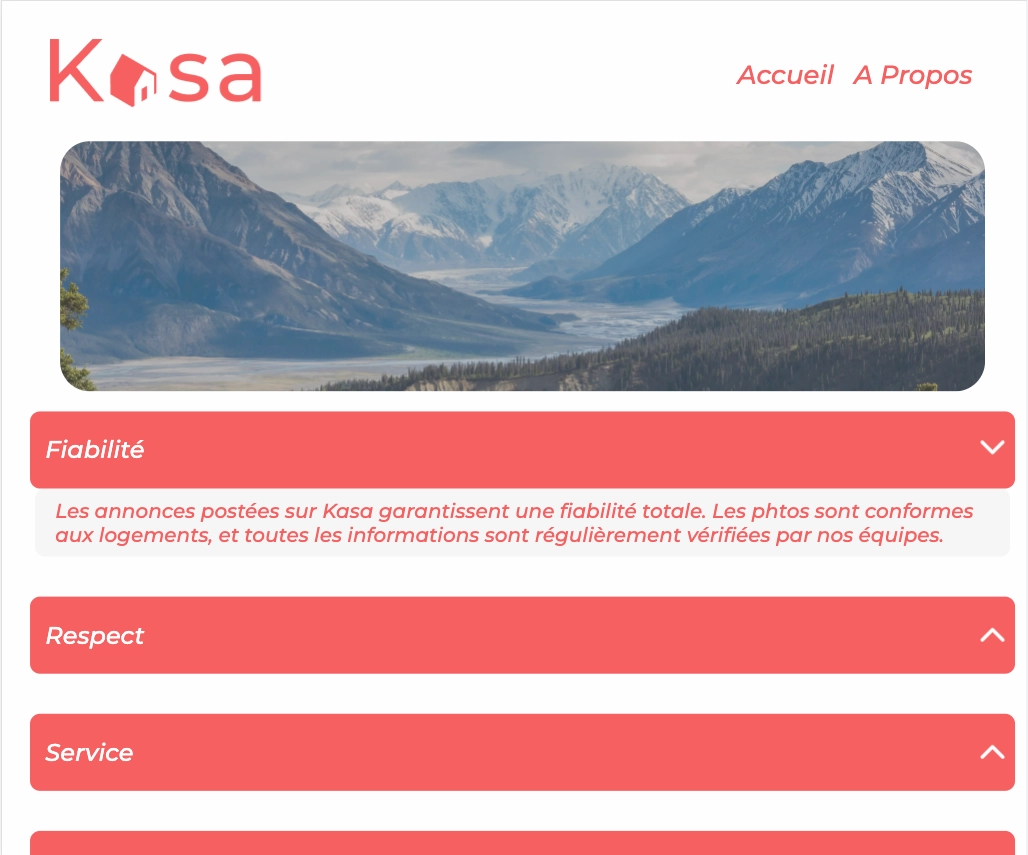 Kasa
Accueil A Propos
Fiabilité
Les annonces postées sur Kasa garantissent une fiabilité totale. Les phtos sont conformes
aux logements, et toutes les informations sont régulièrement vérifiées par nos équipes.
Respect
Service